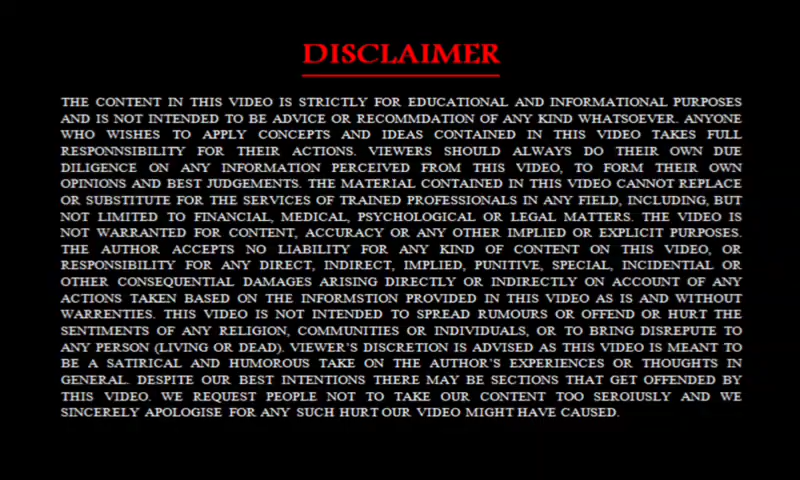 DISCLAIMER
THE CONTENT IN THIS VIDEO IS STRICTLY FOR EDUCATIONAL AND INFORMATIONAL PURPOSES
AND IS NOT INTENDED TO BE ADVICE OR RECOMMDATION OF ANY KIND WHATSOEVER. ANYONE
WHO WISHES TO APPLY CONCEPTS AND IDEAS CONTAINED IN THIS VIDEO TAKES FULL
RESPONNSIBILITY FOR THEIR ACTIONS. VIEWERS SHOULD ALWAYS DO THEIR OWN DUE
DILIGENCE ON ANY INFORMATION PERCEIVED FROM THIS VIDEO, TO FORM THEIR OWN
OPINIONS AND BEST JUDGEMENTS. THE MATERIAL CONTAINED IN THIS VIDEO CANNOT REPLACE
OR SUBSTITUTE FOR THE SERVICES OF TRAINED PROFESSIONALS IN ANY FIELD, INCLUDING, BUT
NOT LIMITED TO FINANCIAL, MEDICAL, PSYCHOLOGICAL OR LEGAL MATTERS. THE VIDEO IS
NOT WARRANTED FOR CONTENT, ACCURACY OR ANY OTHER IMPLIED OR EXPLICIT PURPOSES.
THE AUTHOR ACCEPTS NO LIABILITY FOR ANY KIND OF CONTENT ON THIS VIDEO, OR
RESPONSIBILITY FOR ANY DIRECT, INDIRECT, IMPLIED, PUNITIVE, SPECIAL, INCIDENTIAL OR
OTHER CONSEQUENTIAL DAMAGES ARISING DIRECTLY OR INDIRECTLY ON ACCOUNT OF ANY
ACTIONS TAKEN BASED ON THE INFORMSTION PROVIDED IN THIS VIDEO AS IS AND WITHOUT
WARRENTIES. THIS VIDEO IS NOT INTENDED TO SPREAD RUMOURS OR OFFEND OR HURT THE
SENTIMENTS OF ANY RELIGION, COMMUNITIES OR INDIVIDUALS, OR TO BRING DISREPUTE TO
ANY PERSON (LIVING OR DEAD). VIEWER'S DISCRETION IS ADVISED AS THIS VIDEO IS MEANT TO
BE A SATIRICAL AND HUMOROUS TAKE ON THE AUTHOR'S EXPERIENCES OR THOUGHTS IN
GENERAL. DESPITE OUR BEST INTENTIONS THERE MAY BE SECTIONS THAT GET OFFENDED BY
THIS VIDEO. WE REQUEST PEOPLE NOT TO TAKE OUR CONTENT TOO SEROIUSLY AND WE
SINCERELY APOLOGISE FOR ANY SUCH HURT OUR VIDEO MIGHT HAVE CAUSED.